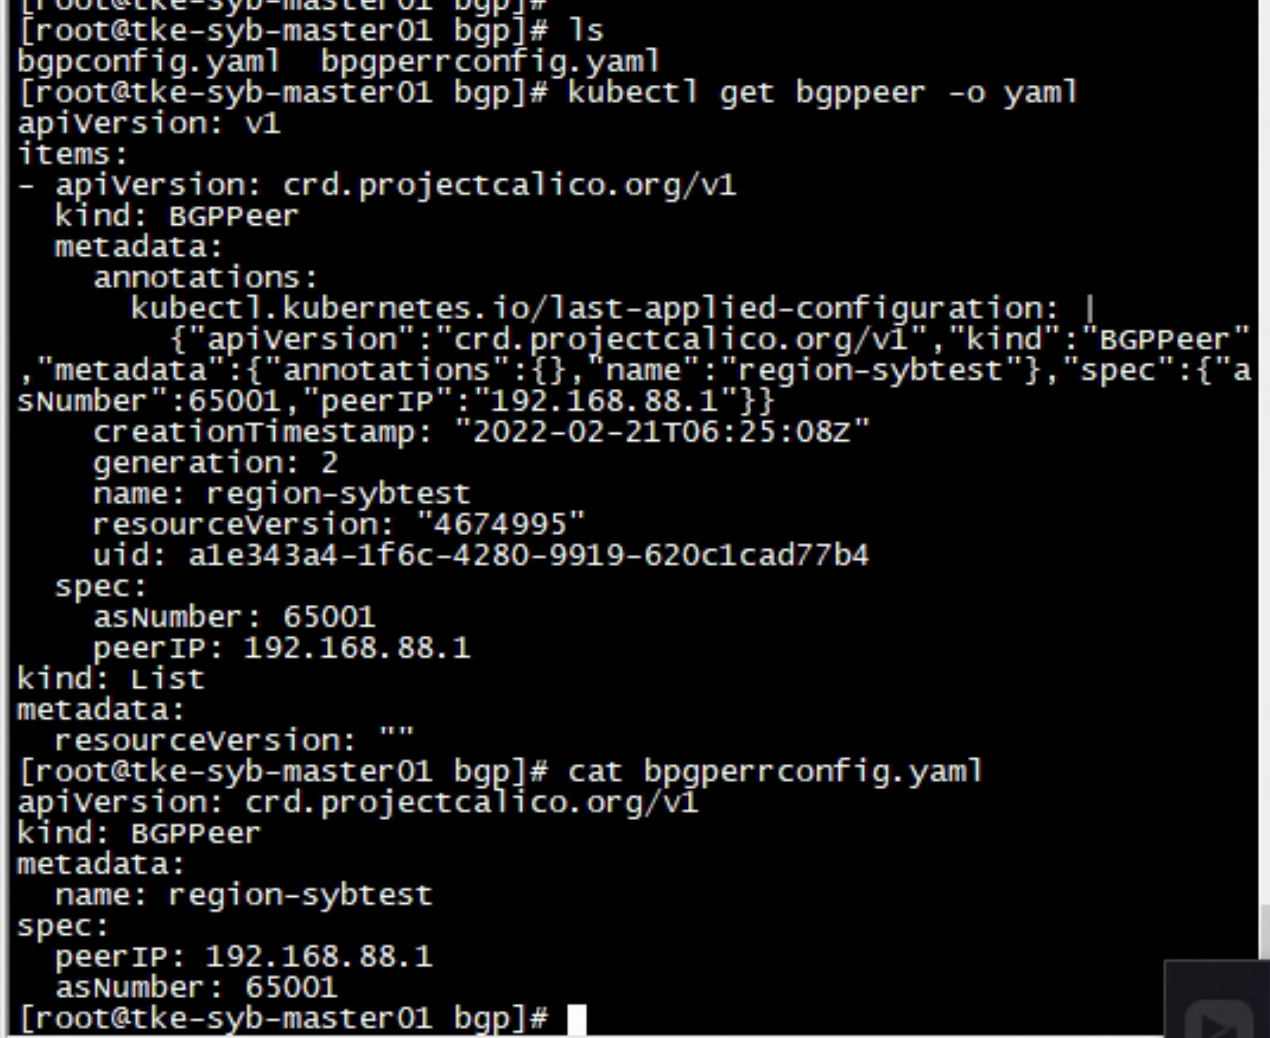 [root@tke-syb-master01 bgp]#
[root@tke-syb-master01 bgp]# ls
bgpconfig.yaml  bpgperrconfig.yaml
[root@tke-syb-master01 bgp]# kubectl get bgppeer -o yaml
apiVersion: v1
items:
- apiVersion: crd.projectcalico.org/v1
  kind: BGPPeer
  metadata:
    annotations:
      kubectl.kubernetes.io/last-applied-configuration: |
        {"apiVersion":"crd.projectcalico.org/v1","kind":"BGPPeer"
,"metadata":{"annotations":{},"name":"region-sybtest"},"spec":{"a
sNumber":65001,"peerIP":"192.168.88.1"}}
    creationTimestamp: "2022-02-21T06:25:08Z"
    generation: 2
    name: region-sybtest
    resourceVersion: "4674995"
    uid: a1e343a4-1f6c-4280-9919-620c1cad77b4
  spec:
    asNumber: 65001
    peerIP: 192.168.88.1
kind: List
metadata:
  resourceVersion: ""
[root@tke-syb-master01 bgp]# cat bpgperrconfig.yaml
apiVersion: crd.projectcalico.org/v1
kind: BGPPeer
metadata:
  name: region-sybtest
spec:
  peerIP: 192.168.88.1
  asNumber: 65001
[root@tke-syb-master01 bgp]#